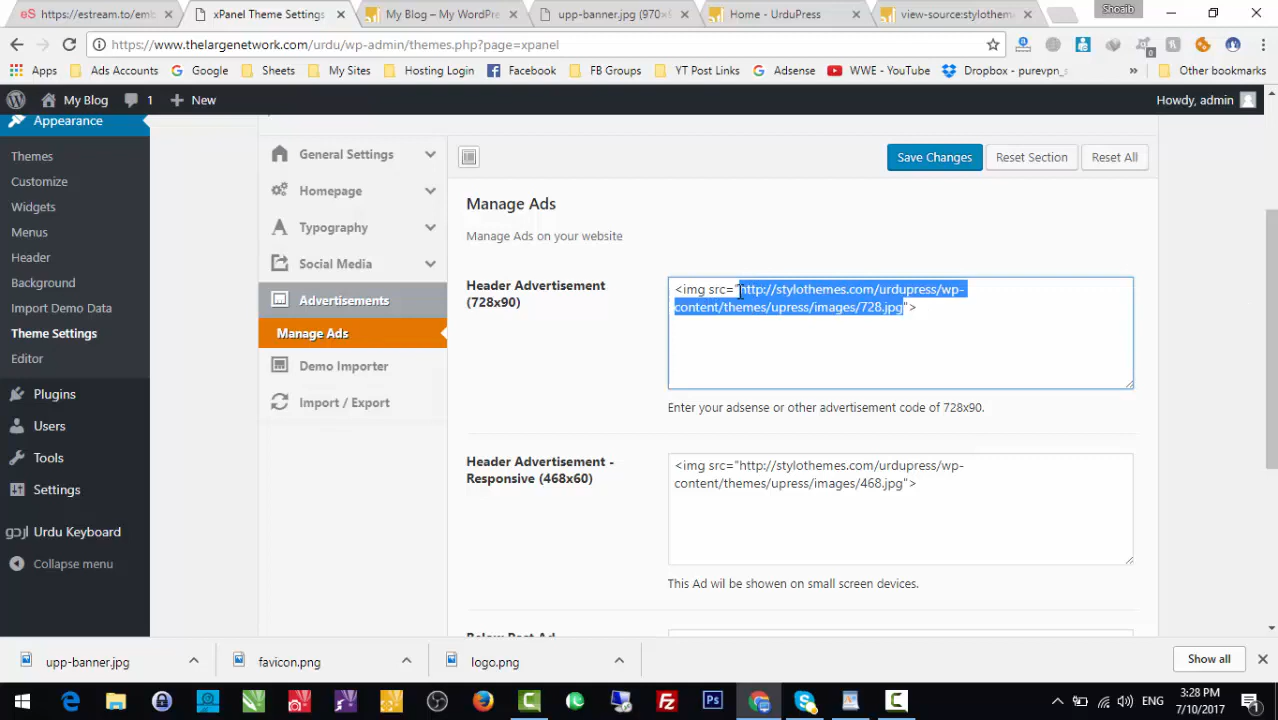 https://estream.to/emb
xPanel Theme Settings
My Blog – My WordPre
upp-banner.jpg (970×
Home - UrduPress
view-source:stylothem
Shoaib
https://www.thelargenetwork.com/urdu/wp-admin/themes.php?page=xpanel
Apps
Ads Accounts
Google
Sheets
My Sites
Hosting Login
Facebook
FB Groups
YT Post Links
Adsense
WWE - YouTube
Dropbox - purevpn_s
Other bookmarks
My Blog
1
New
Howdy, admin
Appearance
Themes
Customize
Widgets
Menus
Header
Background
Import Demo Data
Theme Settings
Editor
Plugins
Users
Tools
Settings
Urdu Keyboard
Collapse menu
General Settings
Homepage
Typography
Social Media
Advertisements
Manage Ads
Demo Importer
Import / Export
Save Changes
Reset Section
Reset All
Manage Ads
Manage Ads on your website
Header Advertisement
(728x90)
<img src="http://stylothemes.com/urdupress/wp-
content/themes/upress/images/728.jpg">
Enter your adsense or other advertisement code of 728x90.
Header Advertisement -
Responsive (468x60)
<img src="http://stylothemes.com/urdupress/wp-
content/themes/upress/images/468.jpg">
This Ad wil be showen on small screen devices.
Below Post Ad
upp-banner.jpg
favicon.png
logo.png
Show all
ENG
3:28 PM
7/10/2017